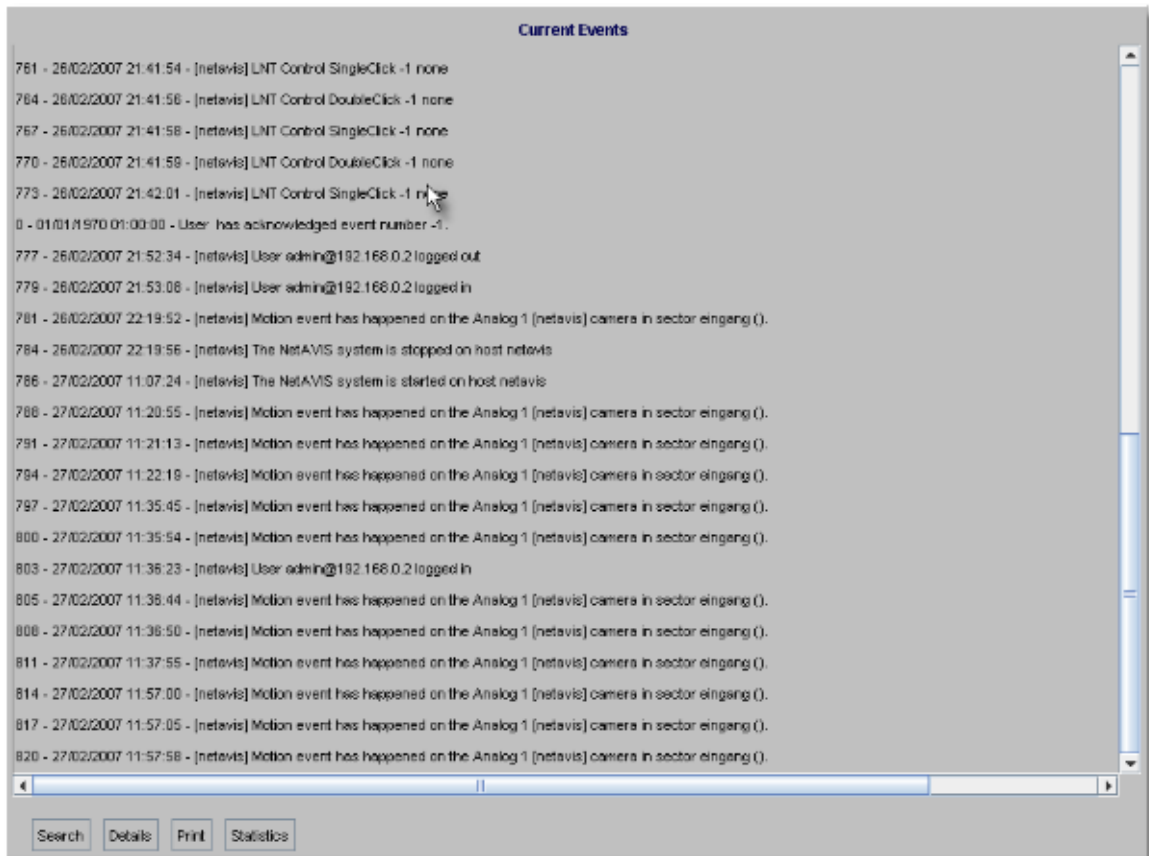 Current Events
761 - 26/02/2007 21:41:54 - [netavis] LNT Control SingleClick -1 none
764 - 26/02/2007 21:41:56 - [netavis] LNT Control DoubleClick -1 none
767 - 26/02/2007 21:41:58 - [netavis] LNT Control SingleClick -1 none
770 - 26/02/2007 21:41:59 - [netavis] LNT Control DoubleClick -1 none
773 - 26/02/2007 21:42:01 - [netavis] LNT Control SingleClick -1 none
0 - 01/01/1970 01:00:00 - User has acknowledged event number -1.
777 - 26/02/2007 21:52:34 - [netavis] User admin@192.168.0.2 logged out
779 - 26/02/2007 21:53:08 - [netavis] User admin@192.168.0.2 logged in
781 - 26/02/2007 22:19:52 - [netavis] Motion event has happened on the Analog 1 [netavis] camera in sector eingang ().
784 - 26/02/2007 22:19:56 - [netavis] The NetAVIS system is stopped on host netavis
786 - 27/02/2007 11:07:24 - [netavis] The NetAVIS system is started on host netavis
788 - 27/02/2007 11:20:55 - [netavis] Motion event has happened on the Analog 1 [netavis] camera in sector eingang ().
791 - 27/02/2007 11:21:13 - [netavis] Motion event has happened on the Analog 1 [netavis] camera in sector eingang ().
794 - 27/02/2007 11:22:19 - [netavis] Motion event has happened on the Analog 1 [netavis] camera in sector eingang ().
797 - 27/02/2007 11:35:45 - [netavis] Motion event has happened on the Analog 1 [netavis] camera in sector eingang ().
800 - 27/02/2007 11:35:54 - [netavis] Motion event has happened on the Analog 1 [netavis] camera in sector eingang ().
803 - 27/02/2007 11:36:23 - [netavis] User admin@192.168.0.2 logged in
805 - 27/02/2007 11:36:44 - [netavis] Motion event has happened on the Analog 1 [netavis] camera in sector eingang ().
808 - 27/02/2007 11:36:50 - [netavis] Motion event has happened on the Analog 1 [netavis] camera in sector eingang ().
811 - 27/02/2007 11:37:55 - [netavis] Motion event has happened on the Analog 1 [netavis] camera in sector eingang ().
814 - 27/02/2007 11:57:00 - [netavis] Motion event has happened on the Analog 1 [netavis] camera in sector eingang ().
817 - 27/02/2007 11:57:05 - [netavis] Motion event has happened on the Analog 1 [netavis] camera in sector eingang ().
820 - 27/02/2007 11:57:58 - [netavis] Motion event has happened on the Analog 1 [netavis] camera in sector eingang ().
Search Details Print Statistics